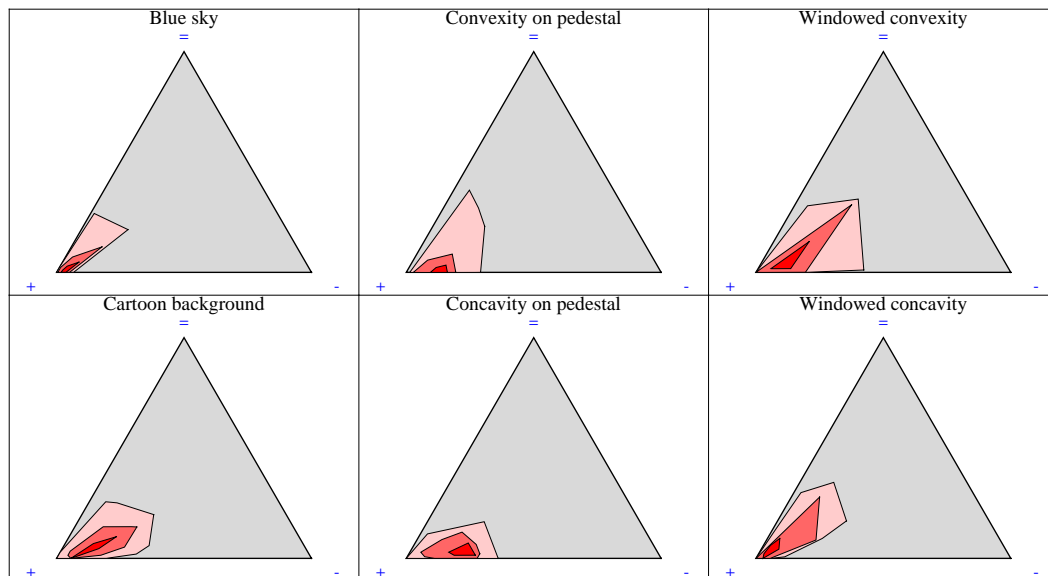 Blue sky
=
+ -
Convexity on pedestal
=
+ -
Windowed convexity
=
+ -
Cartoon background
=
+ -
Concavity on pedestal
=
+ -
Windowed concavity
=
+ -